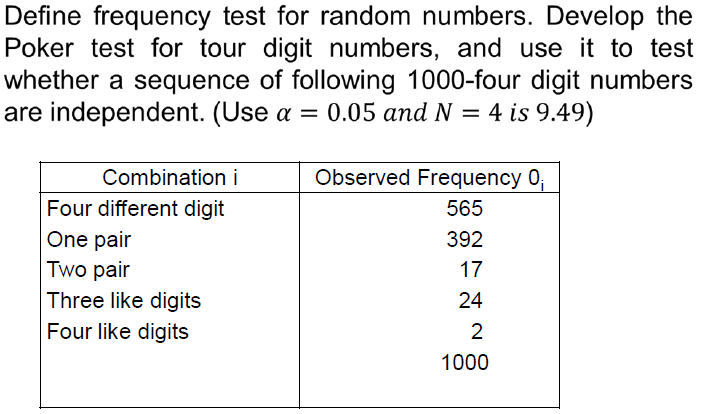 Define frequency test for random numbers. Develop the
Poker test for tour digit numbers, and use it to test
whether a sequence of following 1000-four digit numbers
are independent. (Use α = 0.05 and N = 4 is 9.49)
Combination i Observed Frequency 0i
Four different digit 565
One pair 392
Two pair 17
Three like digits 24
Four like digits 2
1000